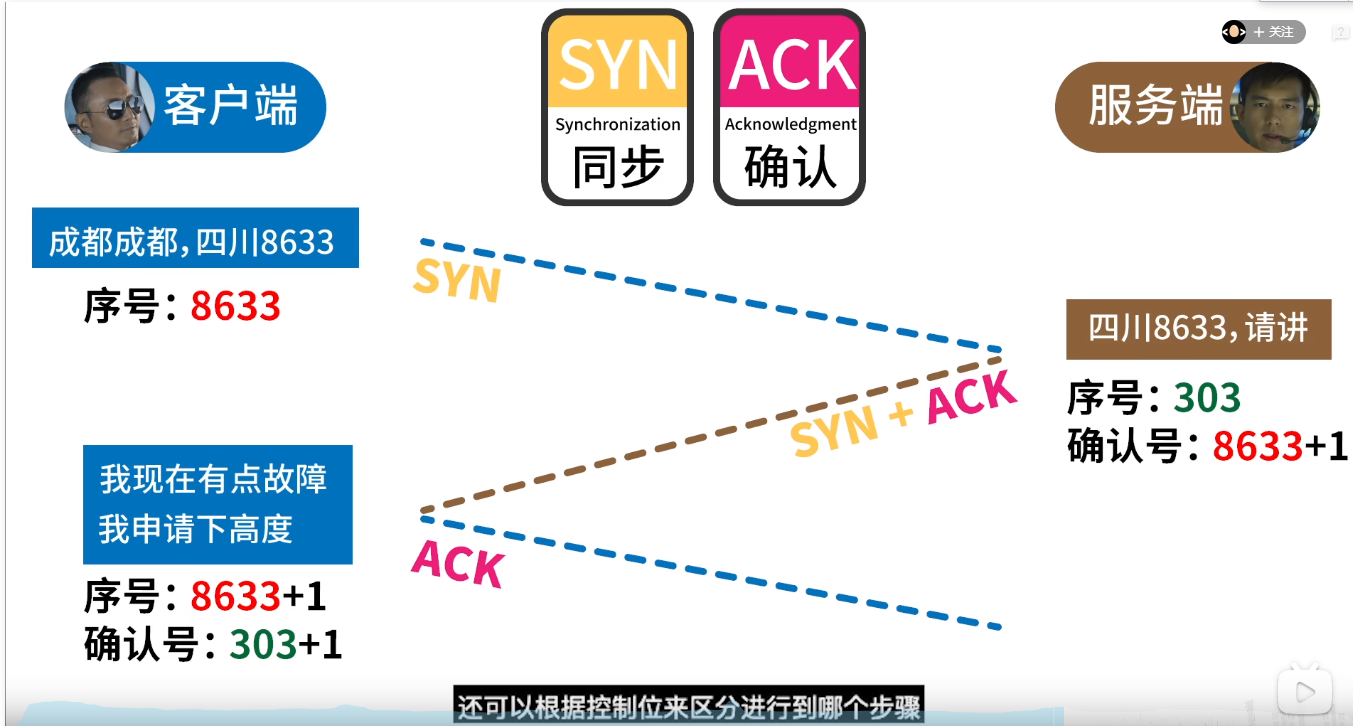 + 关注
?
客户端
SYN
Synchronization
同步
ACK
Acknowledgment
确认
服务端
成都成都，四川8633
序号：8633
SYN
四川8633，请讲
序号：303
确认号：8633+1
SYN + ACK
我现在有点故障
我申请下高度
序号：8633+1
确认号：303+1
ACK
还可以根据控制位来区分进行到哪个步骤